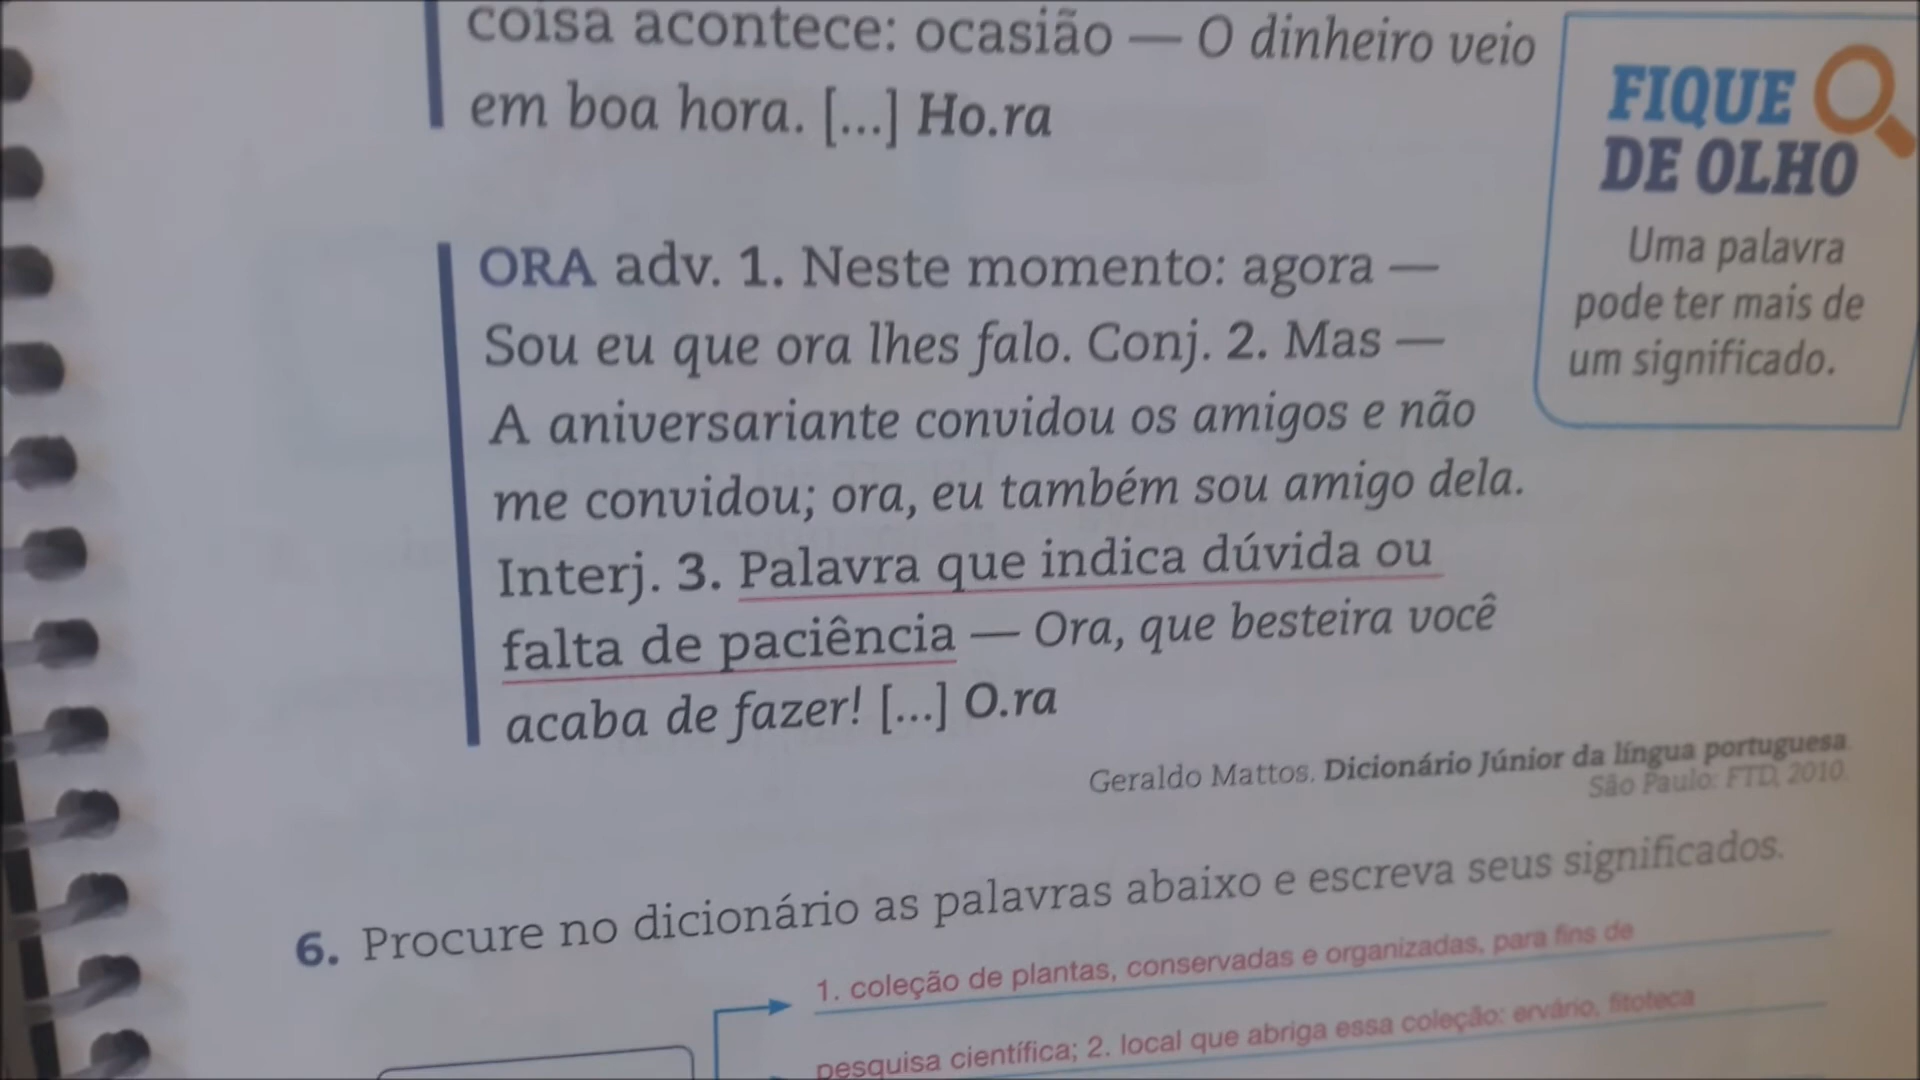 coisa acontece: ocasião — O dinheiro veio
em boa hora. [...] Ho.ra
FIQUE
DE OLHO
Uma palavra
pode ter mais de
um significado.
ORA adv. 1. Neste momento: agora —
Sou eu que ora lhes falo. Conj. 2. Mas —
A aniversariante convidou os amigos e não
me convidou; ora, eu também sou amigo dela.
Interj. 3. Palavra que indica dúvida ou
falta de paciência — Ora, que besteira você
acaba de fazer! [...] O.ra
Geraldo Mattos. Dicionário Júnior da língua portuguesa.
São Paulo: FTD, 2010.
6. Procure no dicionário as palavras abaixo e escreva seus significados.
1. coleção de plantas, conservadas e organizadas, para fins de
pesquisa científica; 2. local que abriga essa coleção: ervário, fitoteca